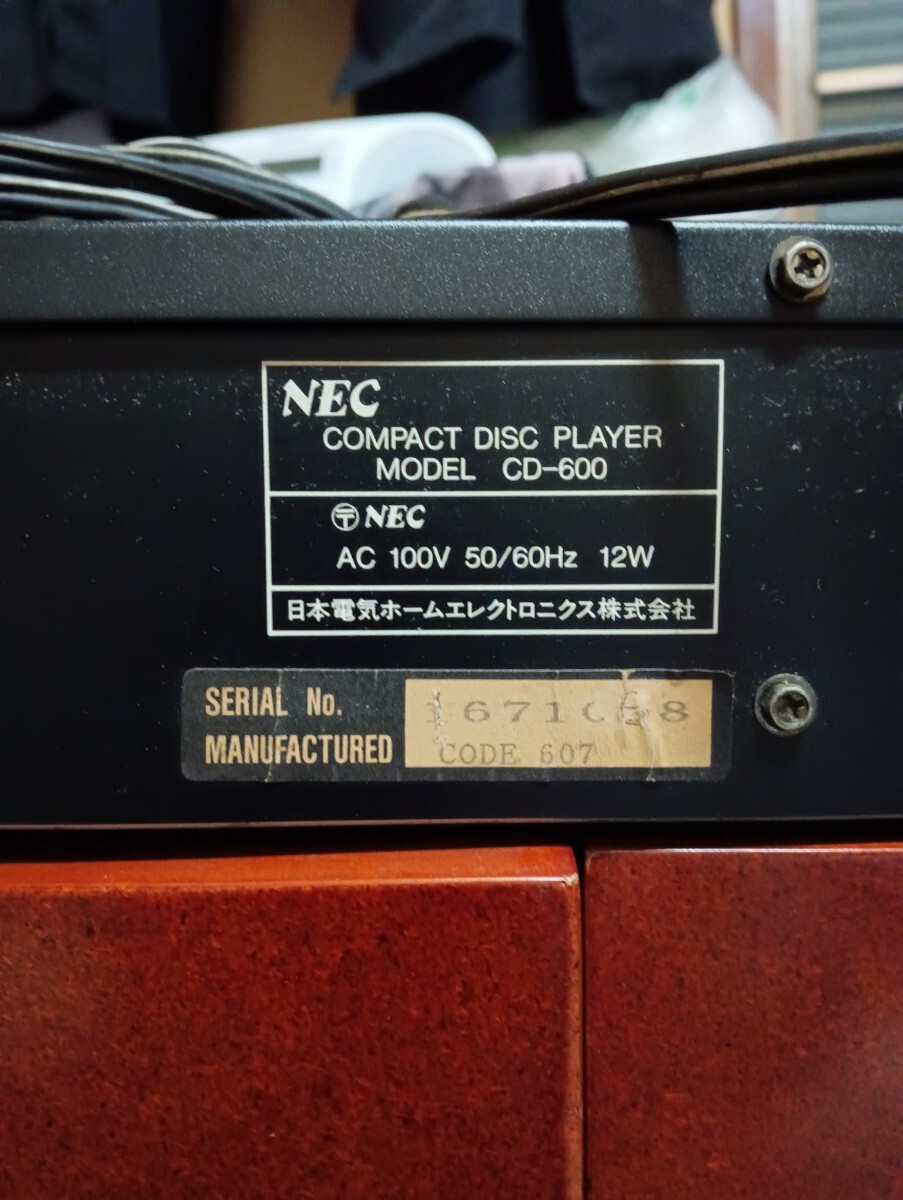 NEC
COMPACT DISC PLAYER
MODEL CD-600
〒 NEC
AC 100V 50/60Hz 12W
日本電気ホームエレクトロニクス株式会社
SERIAL No.
MANUFACTURED
CODE 607